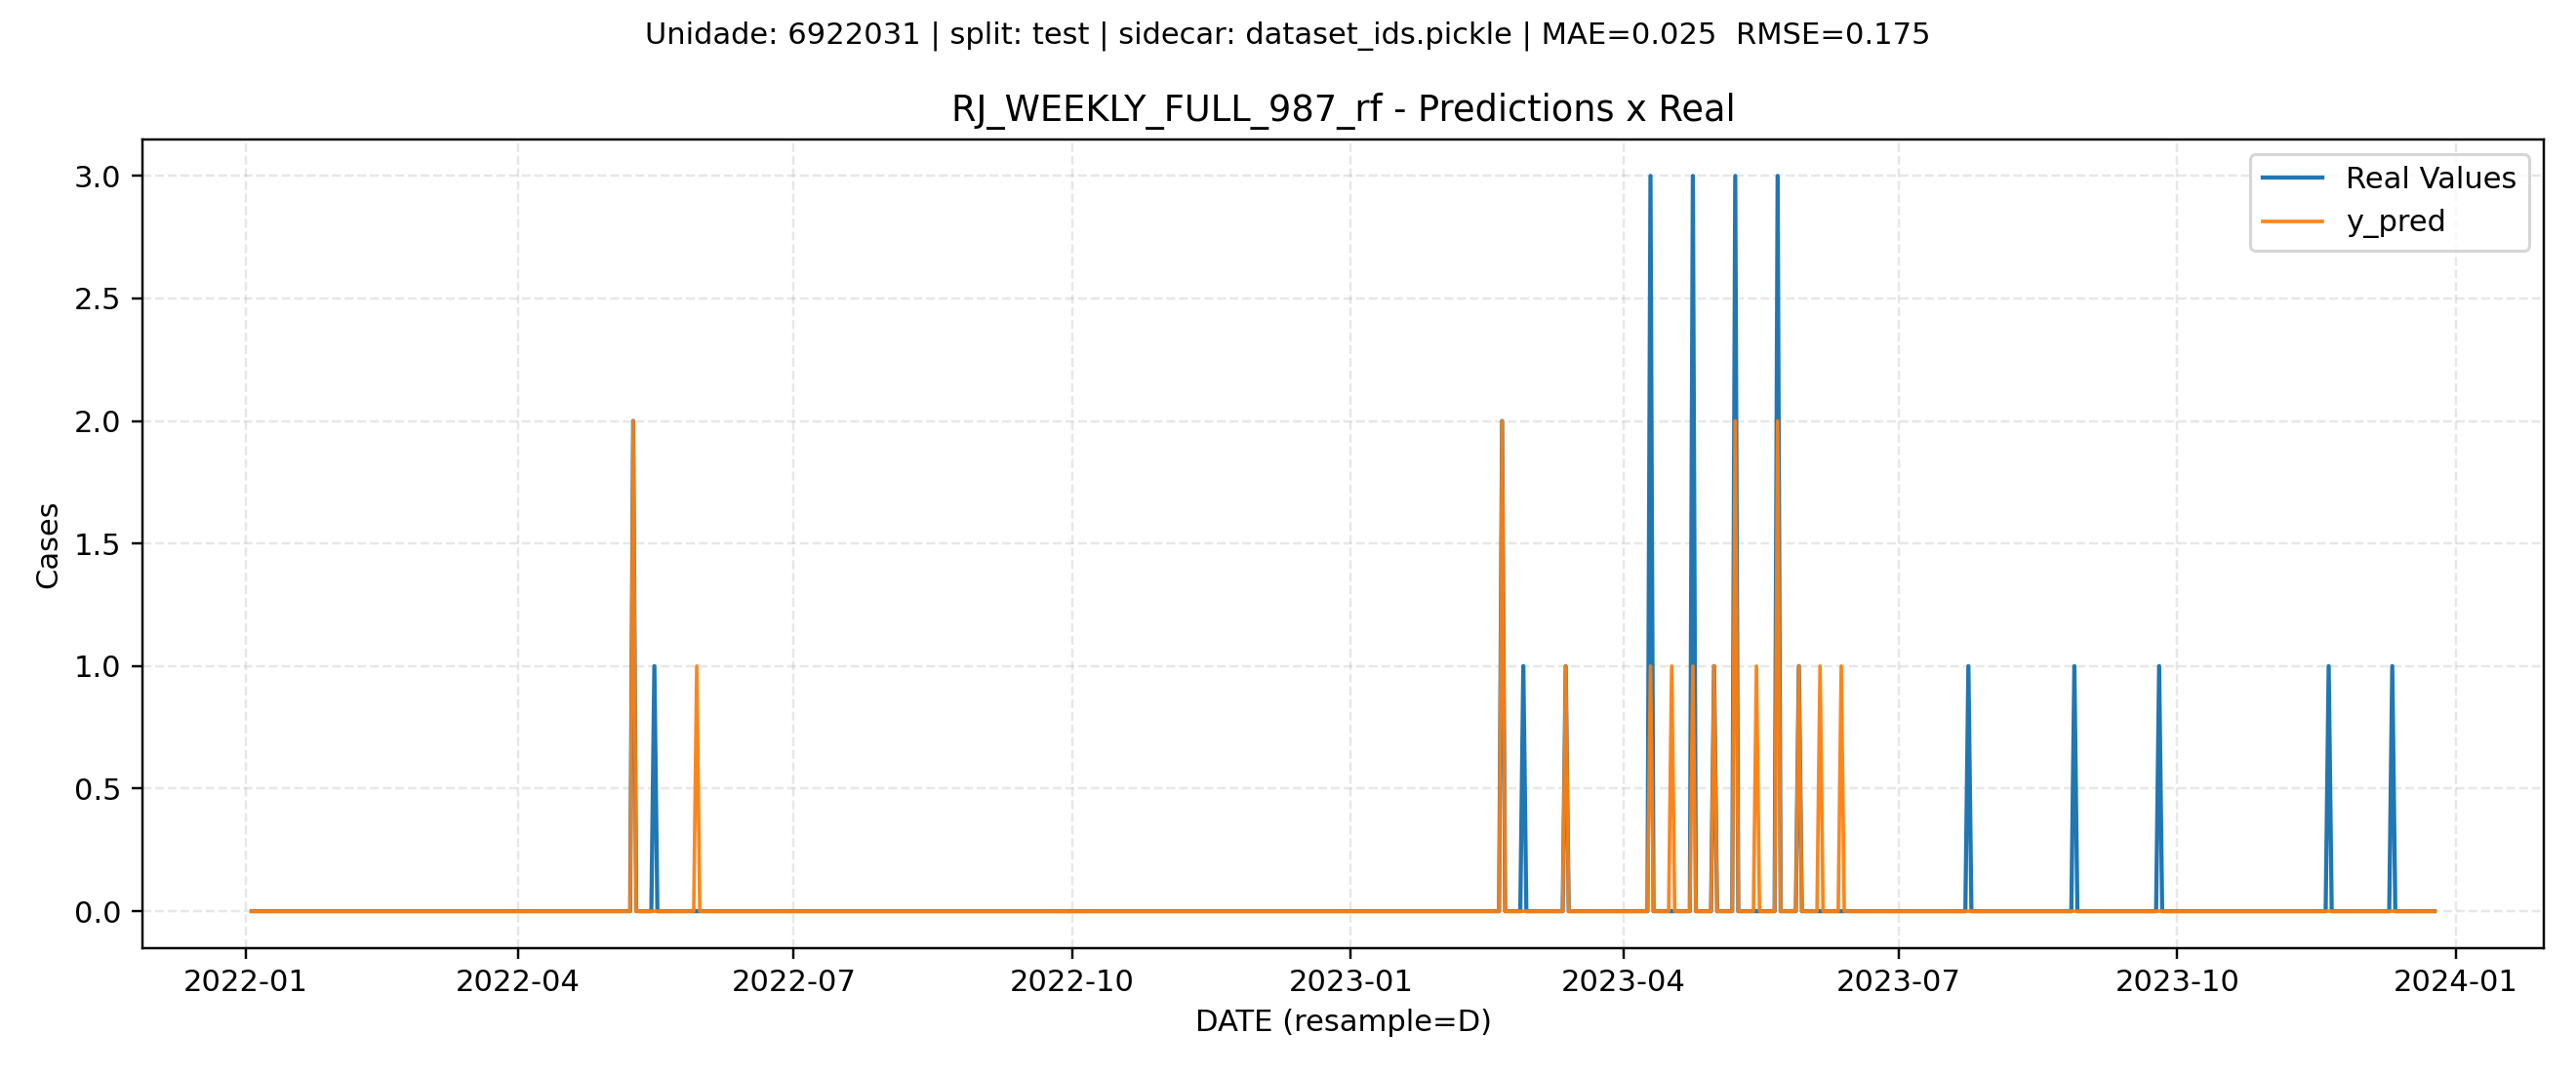 Unidade: 6922031 | split: test | sidecar: dataset_ids.pickle | MAE=0.025  RMSE=0.175
RJ_WEEKLY_FULL_987_rf - Predictions x Real
Real Values
y_pred
Cases
3.0
2.5
2.0
1.5
1.0
0.5
0.0
2022-01
2022-04
2022-07
2022-10
2023-01
2023-04
2023-07
2023-10
2024-01
DATE (resample=D)